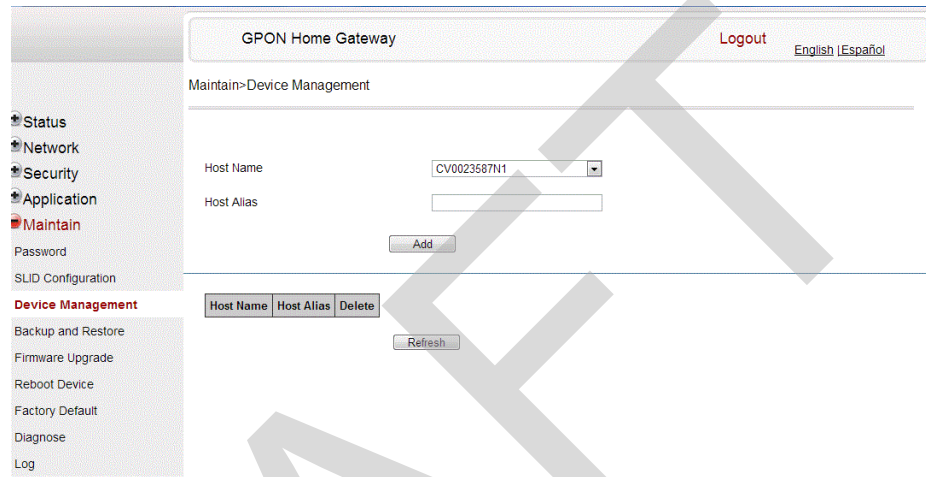 GPON Home Gateway
Logout
English | Español
Maintain>Device Management
Status
Network
Security
Application
Maintain
Password
SLID Configuration
Device Management
Backup and Restore
Firmware Upgrade
Reboot Device
Factory Default
Diagnose
Log
Host Name CV0023587N1
Host Alias
Add
Host Name Host Alias Delete
Refresh